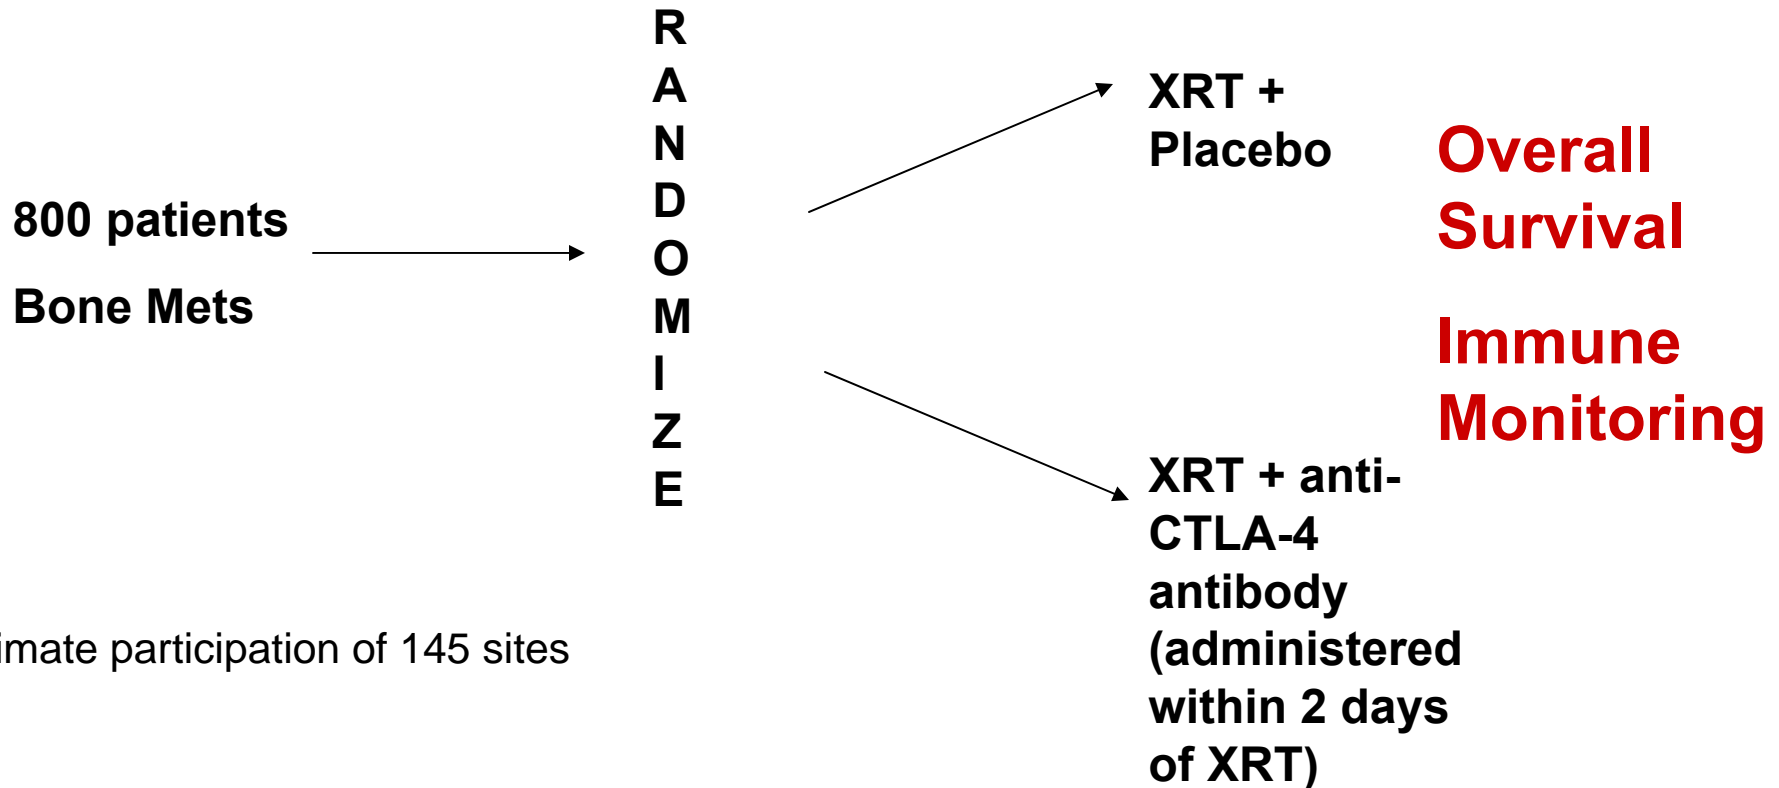 800 patients
Bone Mets
R
A
N
D
O
M
I
Z
E
XRT +
Placebo
XRT + anti-
CTLA-4
antibody
(administered
within 2 days
of XRT)
Overall
Survival
Immune
Monitoring
imate participation of 145 sites